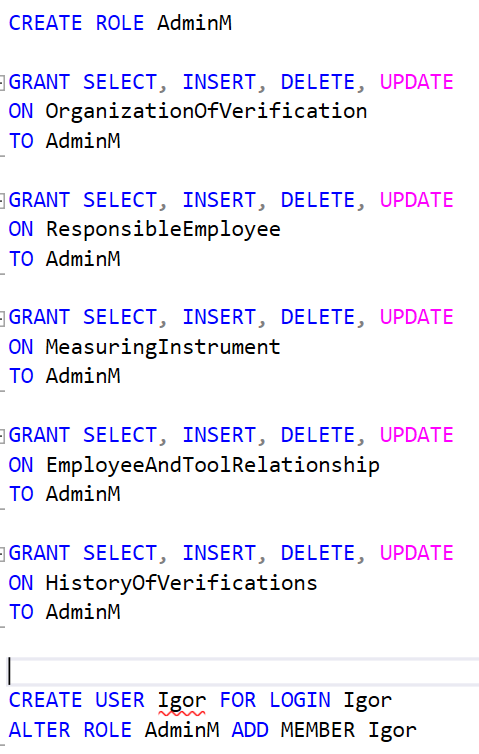 CREATE ROLE AdminM
GRANT SELECT, INSERT, DELETE, UPDATE
ON OrganizationOfVerification
TO AdminM
GRANT SELECT, INSERT, DELETE, UPDATE
ON ResponsibleEmployee
TO AdminM
GRANT SELECT, INSERT, DELETE, UPDATE
ON MeasuringInstrument
TO AdminM
GRANT SELECT, INSERT, DELETE, UPDATE
ON EmployeeAndToolRelationship
TO AdminM
GRANT SELECT, INSERT, DELETE, UPDATE
ON HistoryOfVerifications
TO AdminM
CREATE USER Igor FOR LOGIN Igor
ALTER ROLE AdminM ADD MEMBER Igor